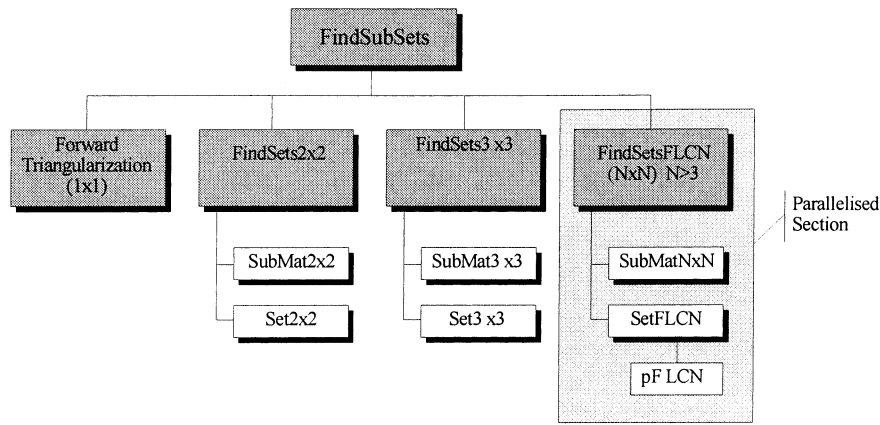 FindSubSets
Forward
Triangularization
(1x1)
FindSets2x2
FindSets3 x3
FindSetsFLCN
(NxN) N>3
Parallelised
Section
SubMat2x2
SubMat3 x3
SubMatNxN
Set2x2
Set3 x3
SetFLCN
pF LCN